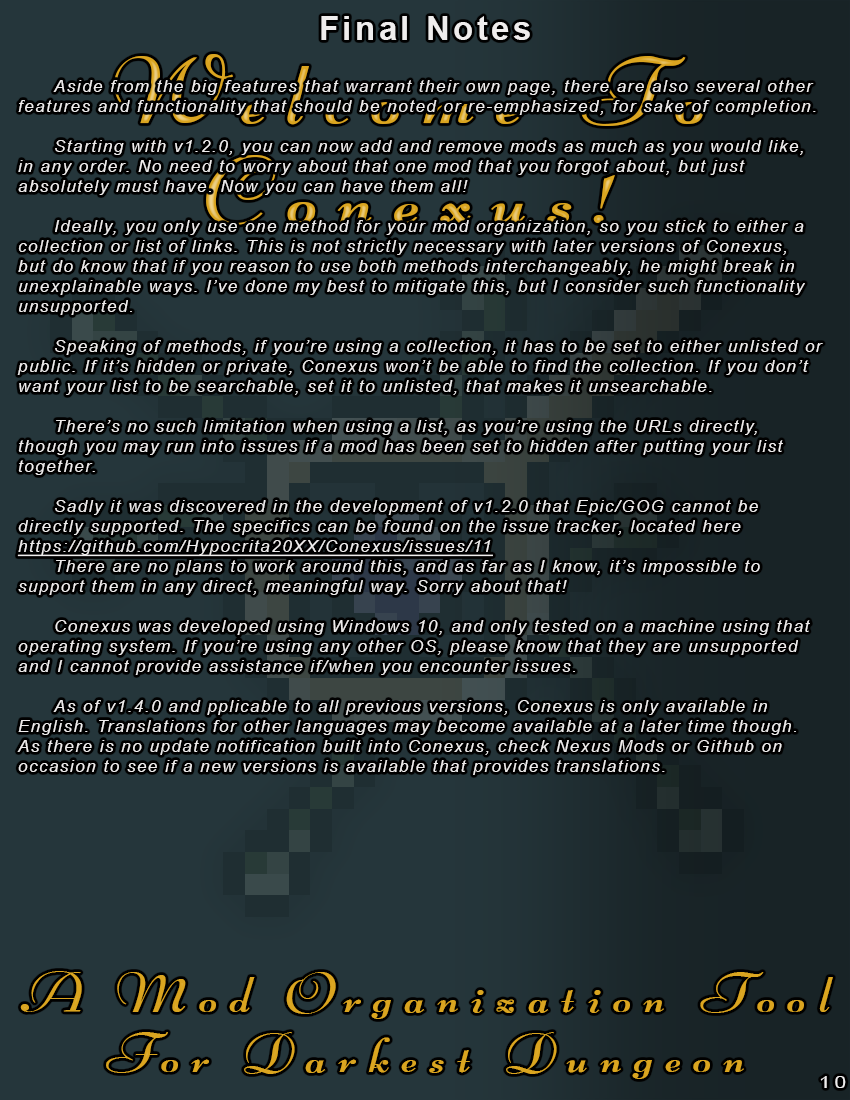 Final Notes
Welcome To
Aside from the big features that warrant their own page, there are also several other
features and functionality that should be noted or re-emphasized, for sake of completion.
Starting with v1.2.0, you can now add and remove mods as much as you would like,
in any order. No need to worry about that one mod that you forgot about, but just
absolutely must have. Now you can have them all!
Conexus!
Ideally, you only use one method for your mod organization, so you stick to either a
collection or list of links. This is not strictly necessary with later versions of Conexus,
but do know that if you reason to use both methods interchangeably, he might break in
unexplainable ways. I've done my best to mitigate this, but I consider such functionality
unsupported.
Speaking of methods, if you're using a collection, it has to be set to either unlisted or
public. If it's hidden or private, Conexus won't be able to find the collection. If you don't
want your list to be searchable, set it to unlisted, that makes it unsearchable.
There's no such limitation when using a list, as you're using the URLs directly,
though you may run into issues if a mod has been set to hidden after putting your list
together.
Sadly it was discovered in the development of v1.2.0 that Epic/GOG cannot be
directly supported. The specifics can be found on the issue tracker, located here
https://github.com/Hypocrita20XX/Conexus/issues/11
There are no plans to work around this, and as far as I know, it's impossible to
support them in any direct, meaningful way. Sorry about that!
Conexus was developed using Windows 10, and only tested on a machine using that
operating system. If you're using any other OS, please know that they are unsupported
and I cannot provide assistance if/when you encounter issues.
As of v1.4.0 and pplicable to all previous versions, Conexus is only available in
English. Translations for other languages may become available at a later time though.
As there is no update notification built into Conexus, check Nexus Mods or Github on
occasion to see if a new versions is available that provides translations.
A Mod Organization Tool
For Darkest Dungeon
10